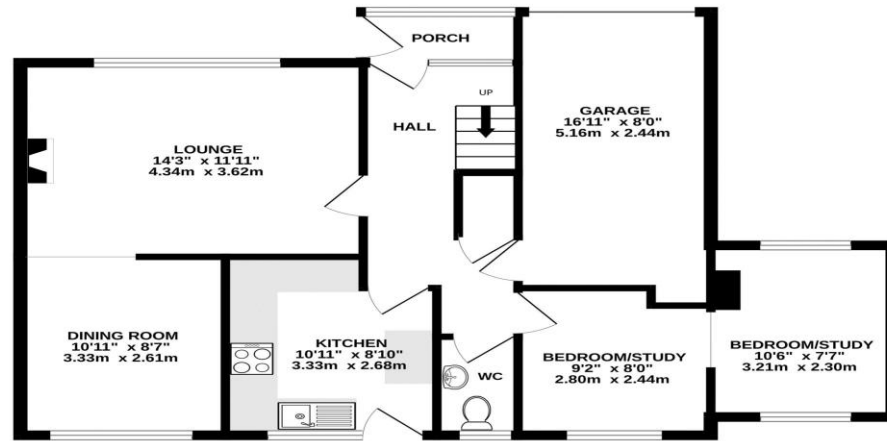 PORCH
UP
HALL
GARAGE
16'11" x 8'0"
5.16m x 2.44m
LOUNGE
14'3" x 11'11"
4.34m x 3.62m
DINING ROOM
10'11" x 8'7"
3.33m x 2.61m
KITCHEN
10'11" x 8'10"
3.33m x 2.68m
WC
BEDROOM/STUDY
9'2" x 8'0"
2.80m x 2.44m
BEDROOM/STUDY
10'6" x 7'7"
3.21m x 2.30m